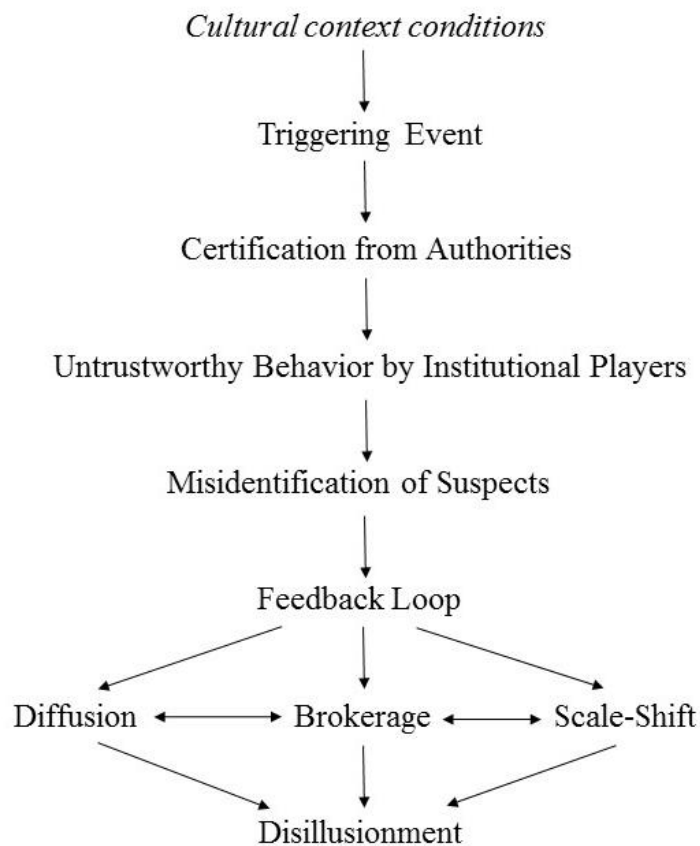 Cultural context conditions
Triggering Event
Certification from Authorities
Untrustworthy Behavior by Institutional Players
Misidentification of Suspects
Feedback Loop
Diffusion Brokerage Scale-Shift
Disillusionment